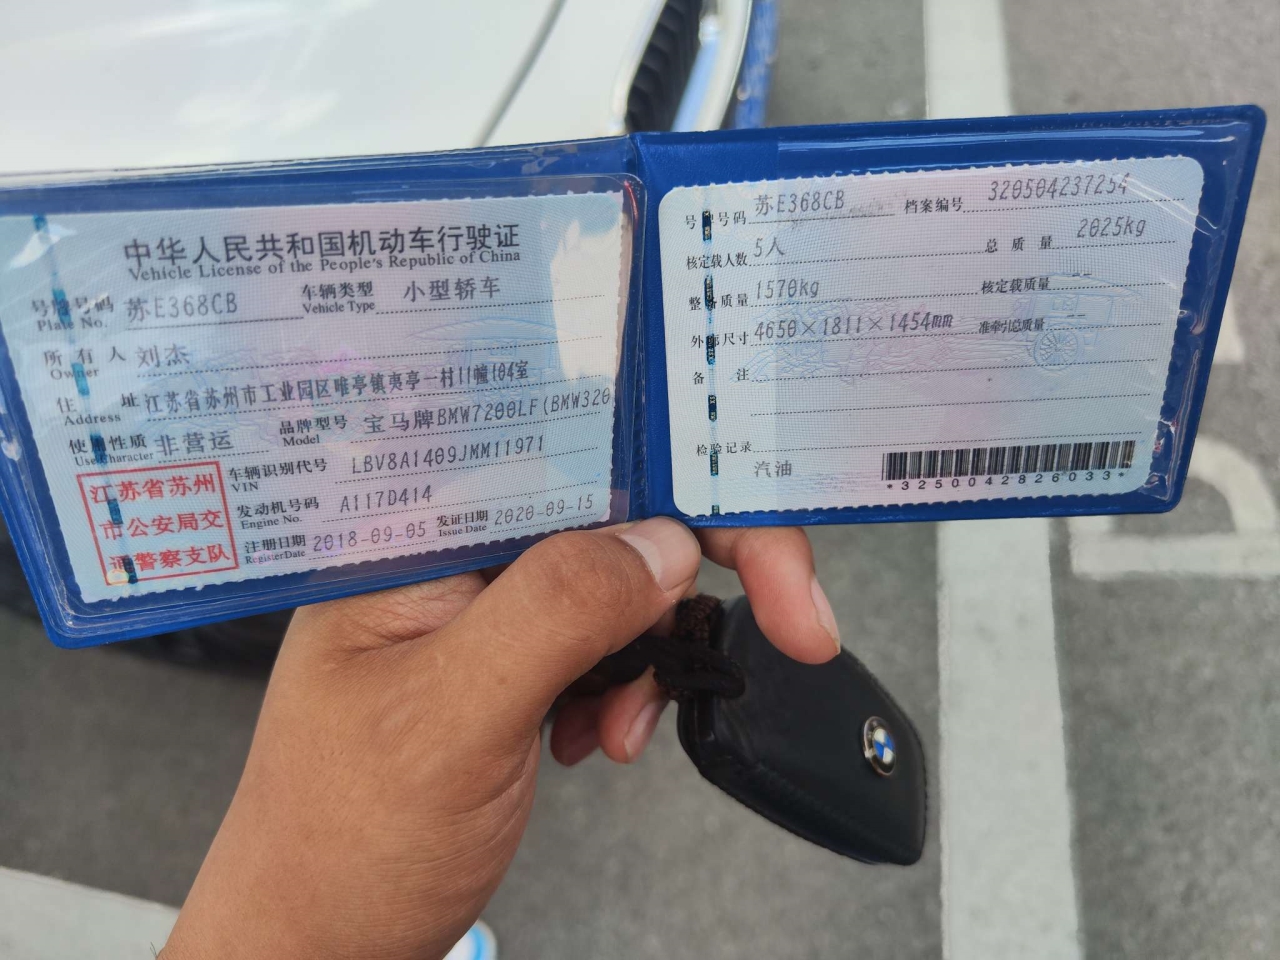 中华人民共和国机动车行驶证
Vehicle License of the People's Republic of China
号牌号码 苏E368CB 车辆类型 小型轿车
Plate No. Vehicle Type
所有人 刘杰
Owner
住址 江苏省苏州市工业园区唯亭镇夷亭一村11幢104室
Address
使用性质 非营运 品牌型号 宝马牌BMW7200LF(BMW320
Use Character Model
江苏省苏州
市公安局交
通警察支队
车辆识别代号 LBV8A1409JMM11971
VIN
发动机号码 A117D414
Engine No.
注册日期 2018-09-05 发证日期 2020-09-15
Register Date Issue Date
号牌号码 苏E368CB 档案编号 320504237254
核定载人数 5人 总质量 2025kg
整备质量 1570kg 核定载质量 --
外部尺寸 4650×1811×1454mm 准牵引总质量 --
备注
检验记录
汽油
*3250042826033*